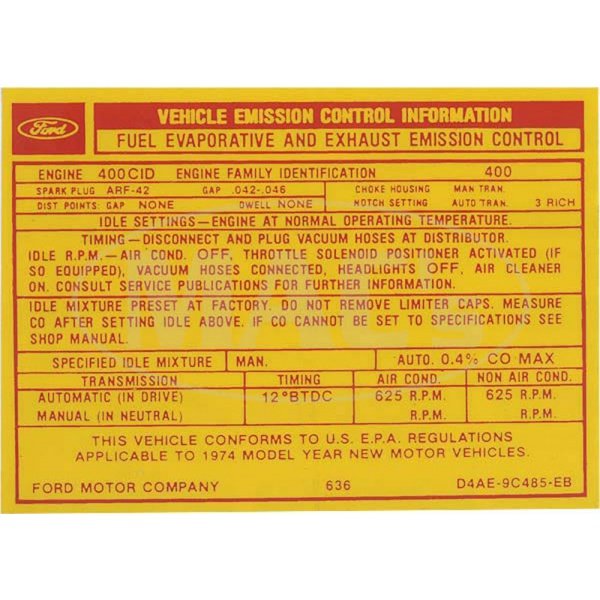 Ford
VEHICLE EMISSION CONTROL INFORMATION
FUEL EVAPORATIVE AND EXHAUST EMISSION CONTROL
ENGINE 400CID ENGINE FAMILY IDENTIFICATION 400
SPARK PLUG ARF-42 GAP .042-.046 CHOKE HOUSING MAN TRAN.
DIST POINTS: GAP NONE DWELL NONE NOTCH SETTING AUTO TRAN. 3 RICH
IDLE SETTINGS—ENGINE AT NORMAL OPERATING TEMPERATURE.
TIMING—DISCONNECT AND PLUG VACUUM HOSES AT DISTRIBUTOR.
IDLE R.P.M.—AIR COND. OFF, THROTTLE SOLENOID POSITIONER ACTIVATED (IF
SO EQUIPPED), VACUUM HOSES CONNECTED, HEADLIGHTS OFF, AIR CLEANER
ON. CONSULT SERVICE PUBLICATIONS FOR FURTHER INFORMATION.
IDLE MIXTURE PRESET AT FACTORY. DO NOT REMOVE LIMITER CAPS. MEASURE
CO AFTER SETTING IDLE ABOVE. IF CO CANNOT BE SET TO SPECIFICATIONS SEE
SHOP MANUAL.
SPECIFIED IDLE MIXTURE MAN. AUTO. 0.4% CO MAX
TRANSMISSION TIMING AIR COND. NON AIR COND.
AUTOMATIC (IN DRIVE) 12°BTDC 625 R.P.M. 625 R.P.M.
MANUAL (IN NEUTRAL) R.P.M. R.P.M.
THIS VEHICLE CONFORMS TO U.S. E.P.A. REGULATIONS
APPLICABLE TO 1974 MODEL YEAR NEW MOTOR VEHICLES.
FORD MOTOR COMPANY 636 D4AE-9C485-EB